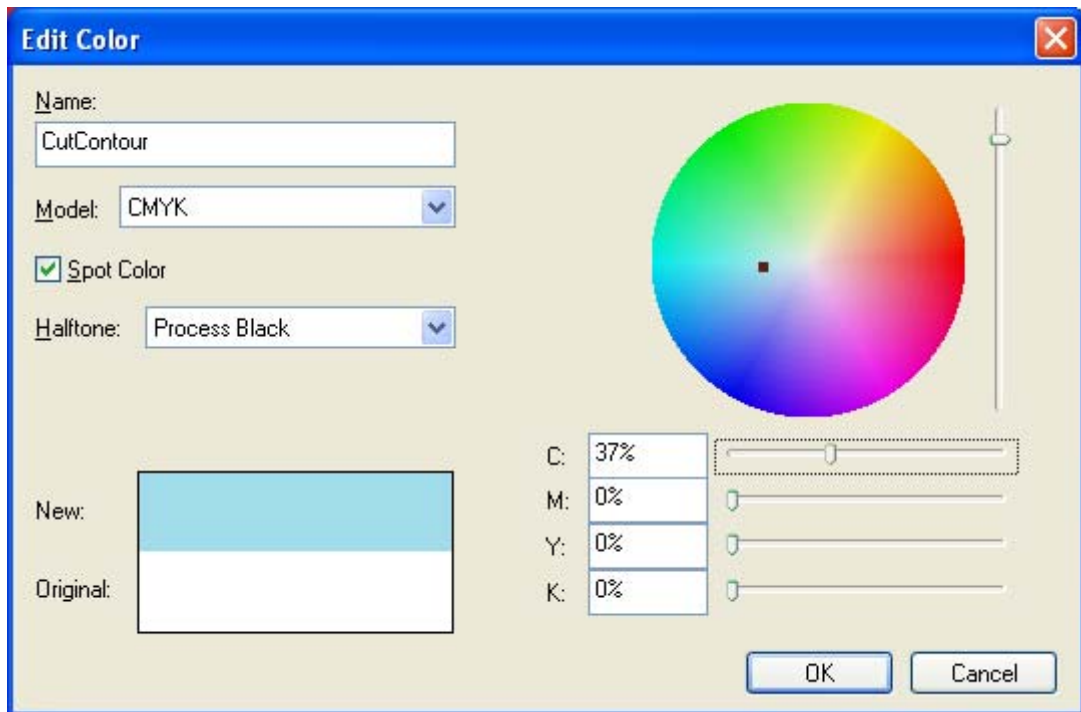 Edit Color
Name:
CutContour
Model: CMYK
Spot Color
Halftone: Process Black
New:
Original:
C: 37%
M: 0%
Y: 0%
K: 0%
OK Cancel